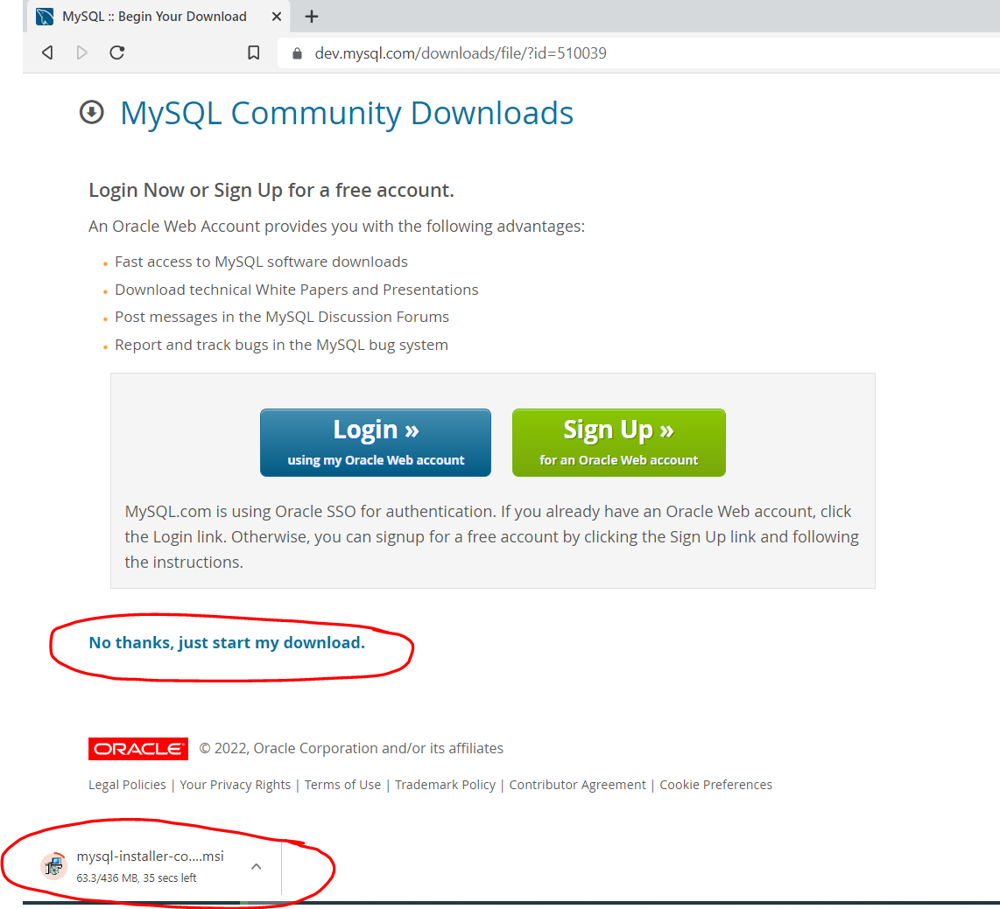 MySQL :: Begin Your Download
dev.mysql.com/downloads/file/?id=510039
MySQL Community Downloads
Login Now or Sign Up for a free account.
An Oracle Web Account provides you with the following advantages:
Fast access to MySQL software downloads
Download technical White Papers and Presentations
Post messages in the MySQL Discussion Forums
Report and track bugs in the MySQL bug system
Login »
using my Oracle Web account
Sign Up »
for an Oracle Web account
MySQL.com is using Oracle SSO for authentication. If you already have an Oracle Web account, click
the Login link. Otherwise, you can signup for a free account by clicking the Sign Up link and following
the instructions.
No thanks, just start my download.
ORACLE © 2022, Oracle Corporation and/or its affiliates
Legal Policies | Your Privacy Rights | Terms of Use | Trademark Policy | Contributor Agreement | Cookie Preferences
mysql-installer-co....msi
63.3/436 MB, 35 secs left